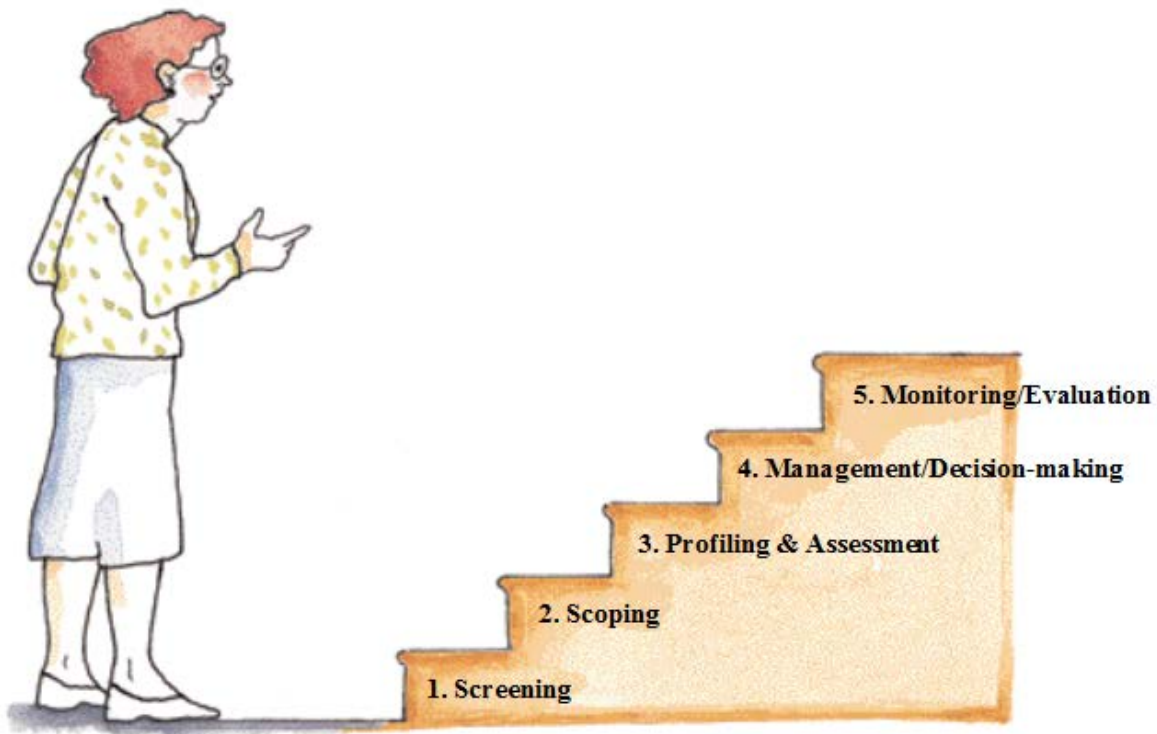 5. Monitoring/Evaluation
4. Management/Decision-making
3. Profiling & Assessment
2. Scoping
1. Screening